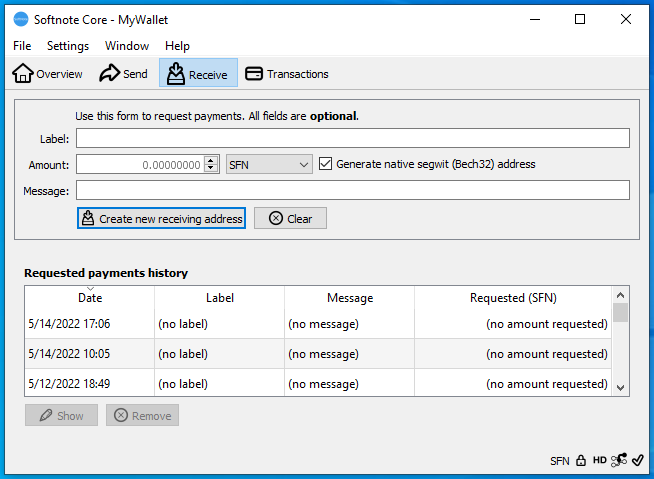 Softnote Core - MyWallet
File Settings Window Help
Overview Send Receive Transactions
Use this form to request payments. All fields are optional.
Label:
Amount: 0.00000000 SFN Generate native segwit (Bech32) address
Message:
Create new receiving address Clear
Requested payments history
Date Label Message Requested (SFN)
5/14/2022 17:06 (no label) (no message) (no amount requested)
5/14/2022 10:05 (no label) (no message) (no amount requested)
5/12/2022 18:49 (no label) (no message) (no amount requested)
Show Remove
SFN HD